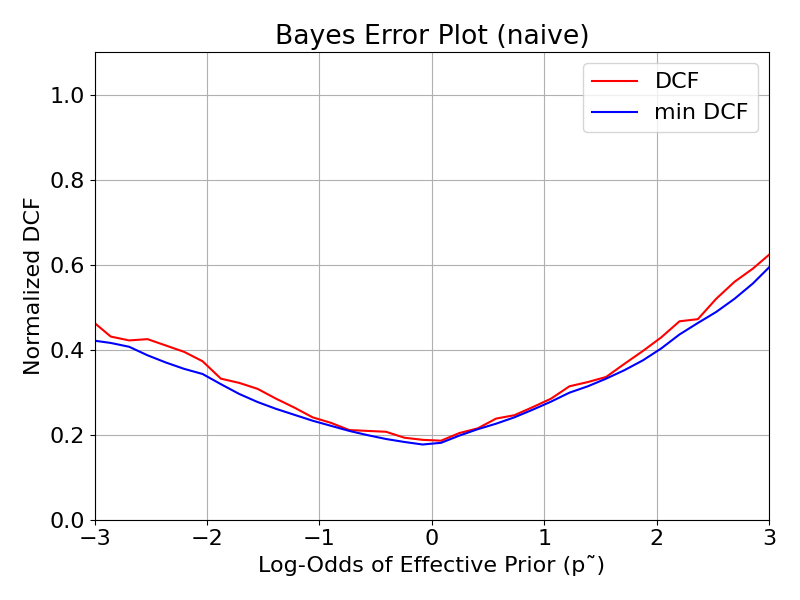 Bayes Error Plot (naive)
DCF
min DCF
Normalized DCF
1.0
0.8
0.6
0.4
0.2
0.0
−3 −2 −1 0 1 2 3
Log-Odds of Effective Prior (p˜)